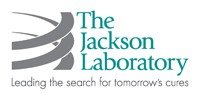 The
Jackson
Laboratory
Leading the search for tomorrow's cures